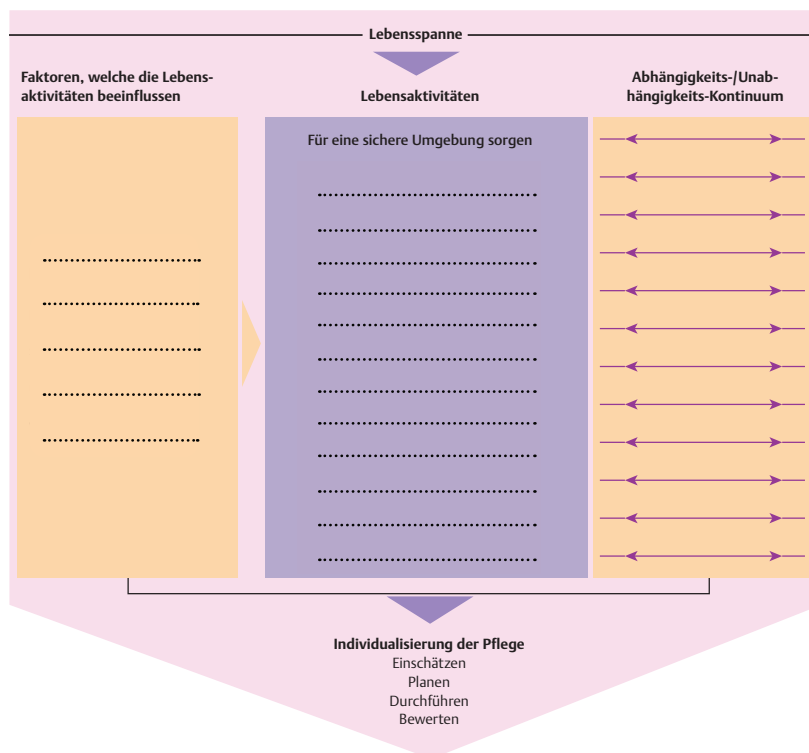 Lebensspanne
Faktoren, welche die Lebens-
aktivitäten beeinflussen
Lebensaktivitäten
Abhängigkeits-/Unab-
hängigkeits-Kontinuum
Für eine sichere Umgebung sorgen
Individualisierung der Pflege
Einschätzen
Planen
Durchführen
Bewerten